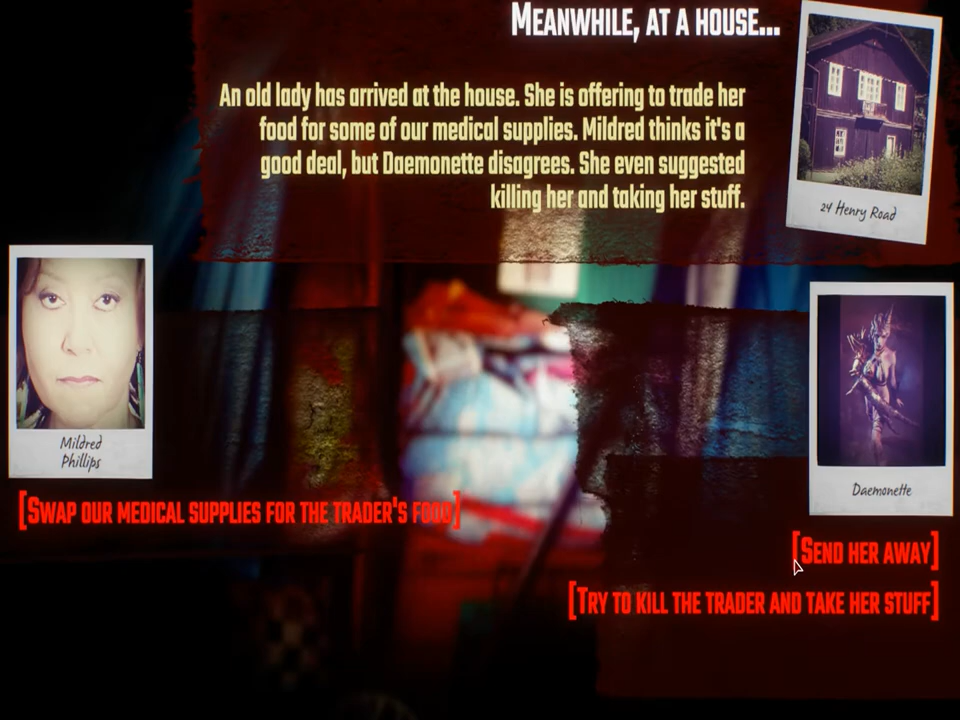 MEANWHILE, AT A HOUSE...
An old lady has arrived at the house. She is offering to trade her
food for some of our medical supplies. Mildred thinks it's a
good deal, but Daemonette disagrees. She even suggested
killing her and taking her stuff.
24 Henry Road
Mildred
Phillips
Daemonette
[SWAP OUR MEDICAL SUPPLIES FOR THE TRADER'S FOOD]
[SEND HER AWAY]
[TRY TO KILL THE TRADER AND TAKE HER STUFF]